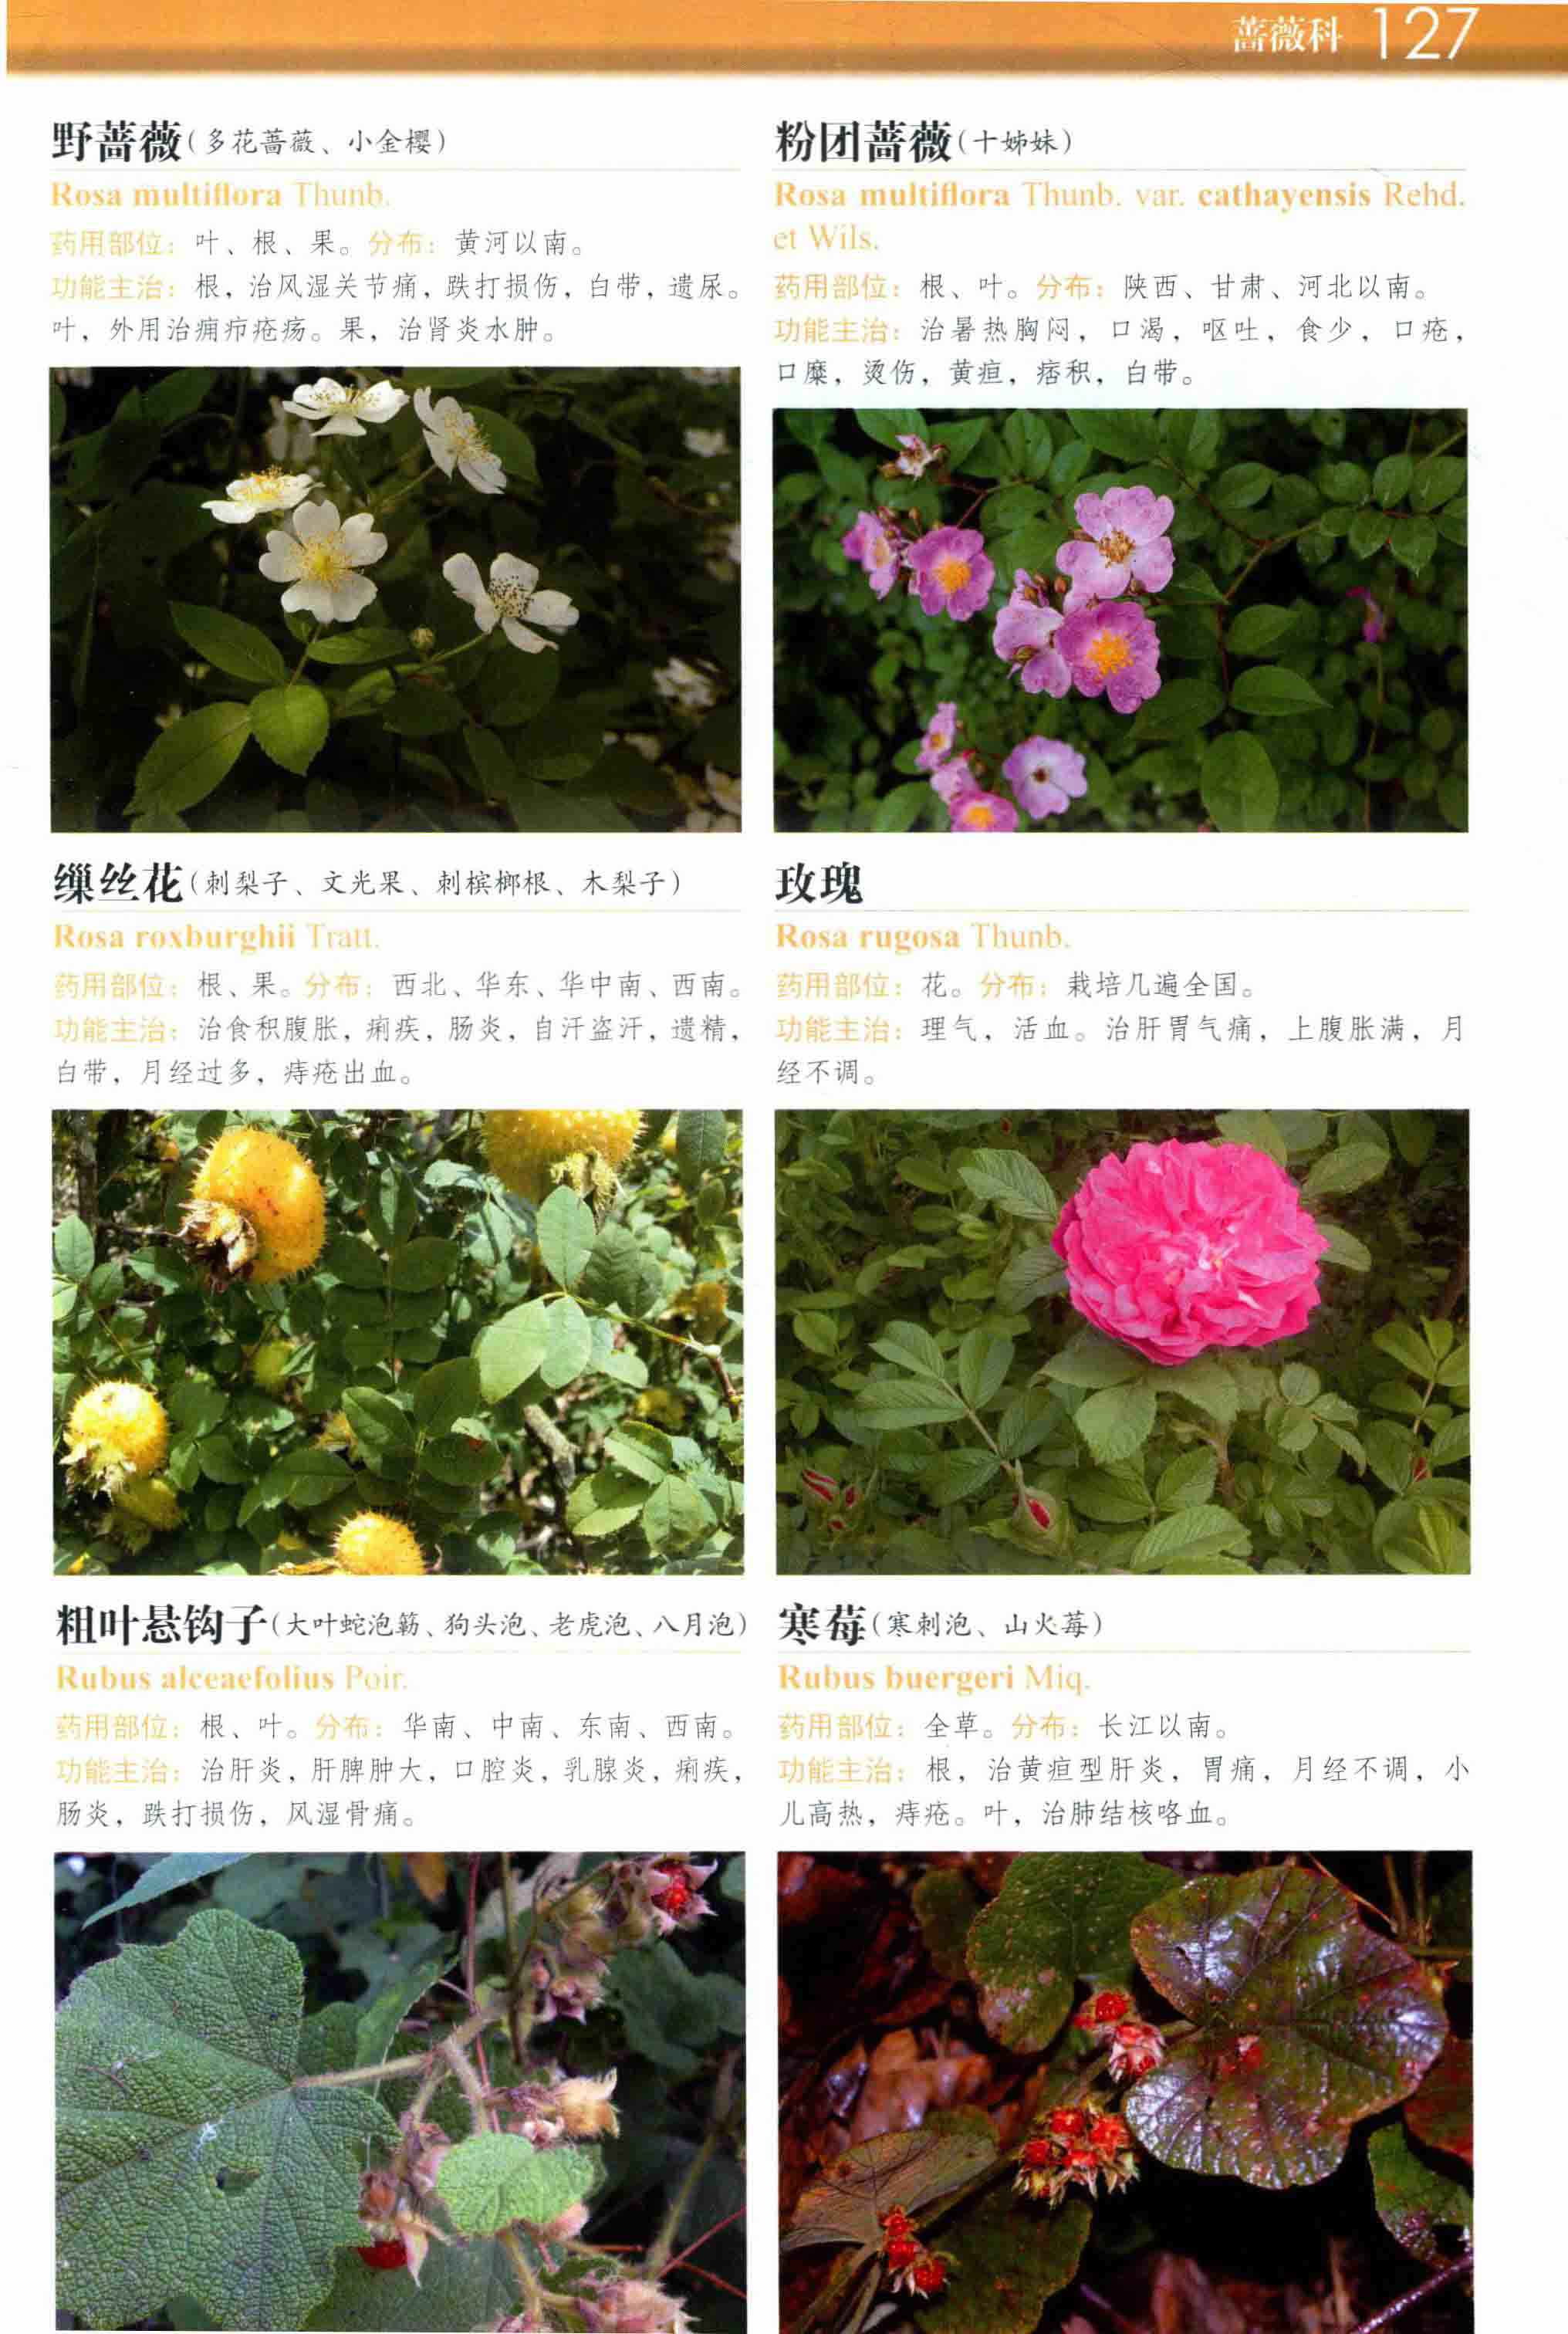 蔷薇科 127
野蔷薇(多花蔷薇、小金樱)
Rosa multiflora Thunb.
药用部位：叶、根、果。分布：黄河以南。
功能主治：根，治风湿关节痛，跌打损伤，白带，遗尿。
叶，外用治痈疖疮疡。果，治肾炎水肿。
粉团蔷薇(十姊妹)
Rosa multiflora Thunb. var. cathayensis Rehd.
et Wils.
药用部位：根、叶。分布：陕西、甘肃、河北以南。
功能主治：治暑热胸闷，口渴，呕吐，食少，口疮，
口糜，烫伤，黄疸，痞积，白带。
缫丝花(刺梨子、文光果、刺槟榔根、木梨子)
Rosa roxburghii Tratt.
药用部位：根、果。分布：西北、华东、华中南、西南。
功能主治：治食积腹胀，痢疾，肠炎，自汗盗汗，遗精，
白带，月经过多，痔疮出血。
玫瑰
Rosa rugosa Thunb.
药用部位：花。分布：栽培几遍全国。
功能主治：理气，活血。治肝胃气痛，上腹胀满，月
经不调。
粗叶悬钩子(大叶蛇泡簕、狗头泡、老虎泡、八月泡)
Rubus alceaefolius Poir.
药用部位：根、叶。分布：华南、中南、东南、西南。
功能主治：治肝炎，肝脾肿大，口腔炎，乳腺炎，痢疾，
肠炎，跌打损伤，风湿骨痛。
寒莓(寒刺泡、山火莓)
Rubus buergeri Miq.
药用部位：全草。分布：长江以南。
功能主治：根，治黄疸型肝炎，胃痛，月经不调，小
儿高热，痔疮。叶，治肺结核咯血。